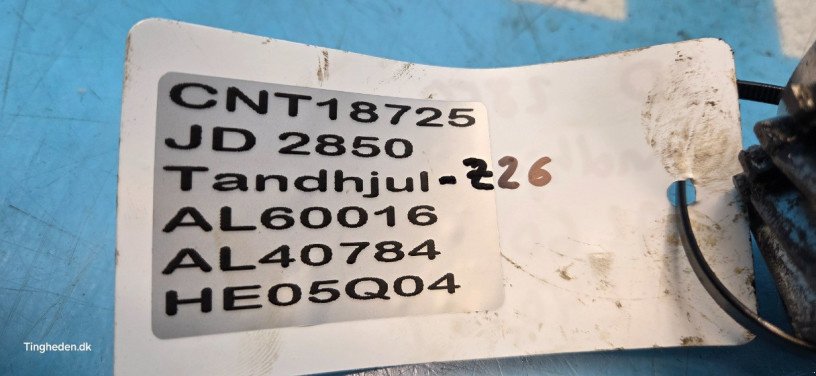 CNT18725
JD 2850
Tandhjul-Z26
AL60016
AL40784
HE05Q04
Tingheden.dk